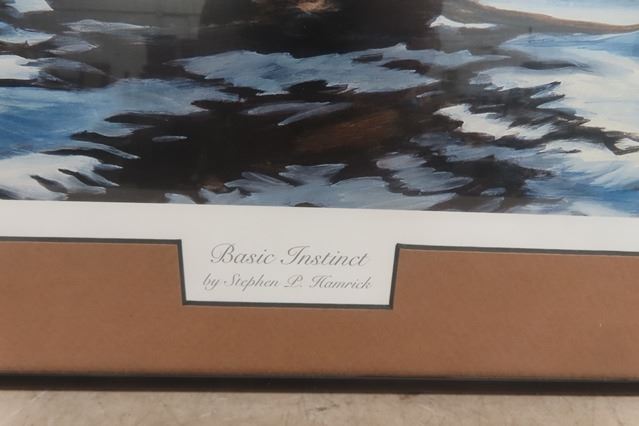 Basic Instinct
by Stephen P. Hamrick